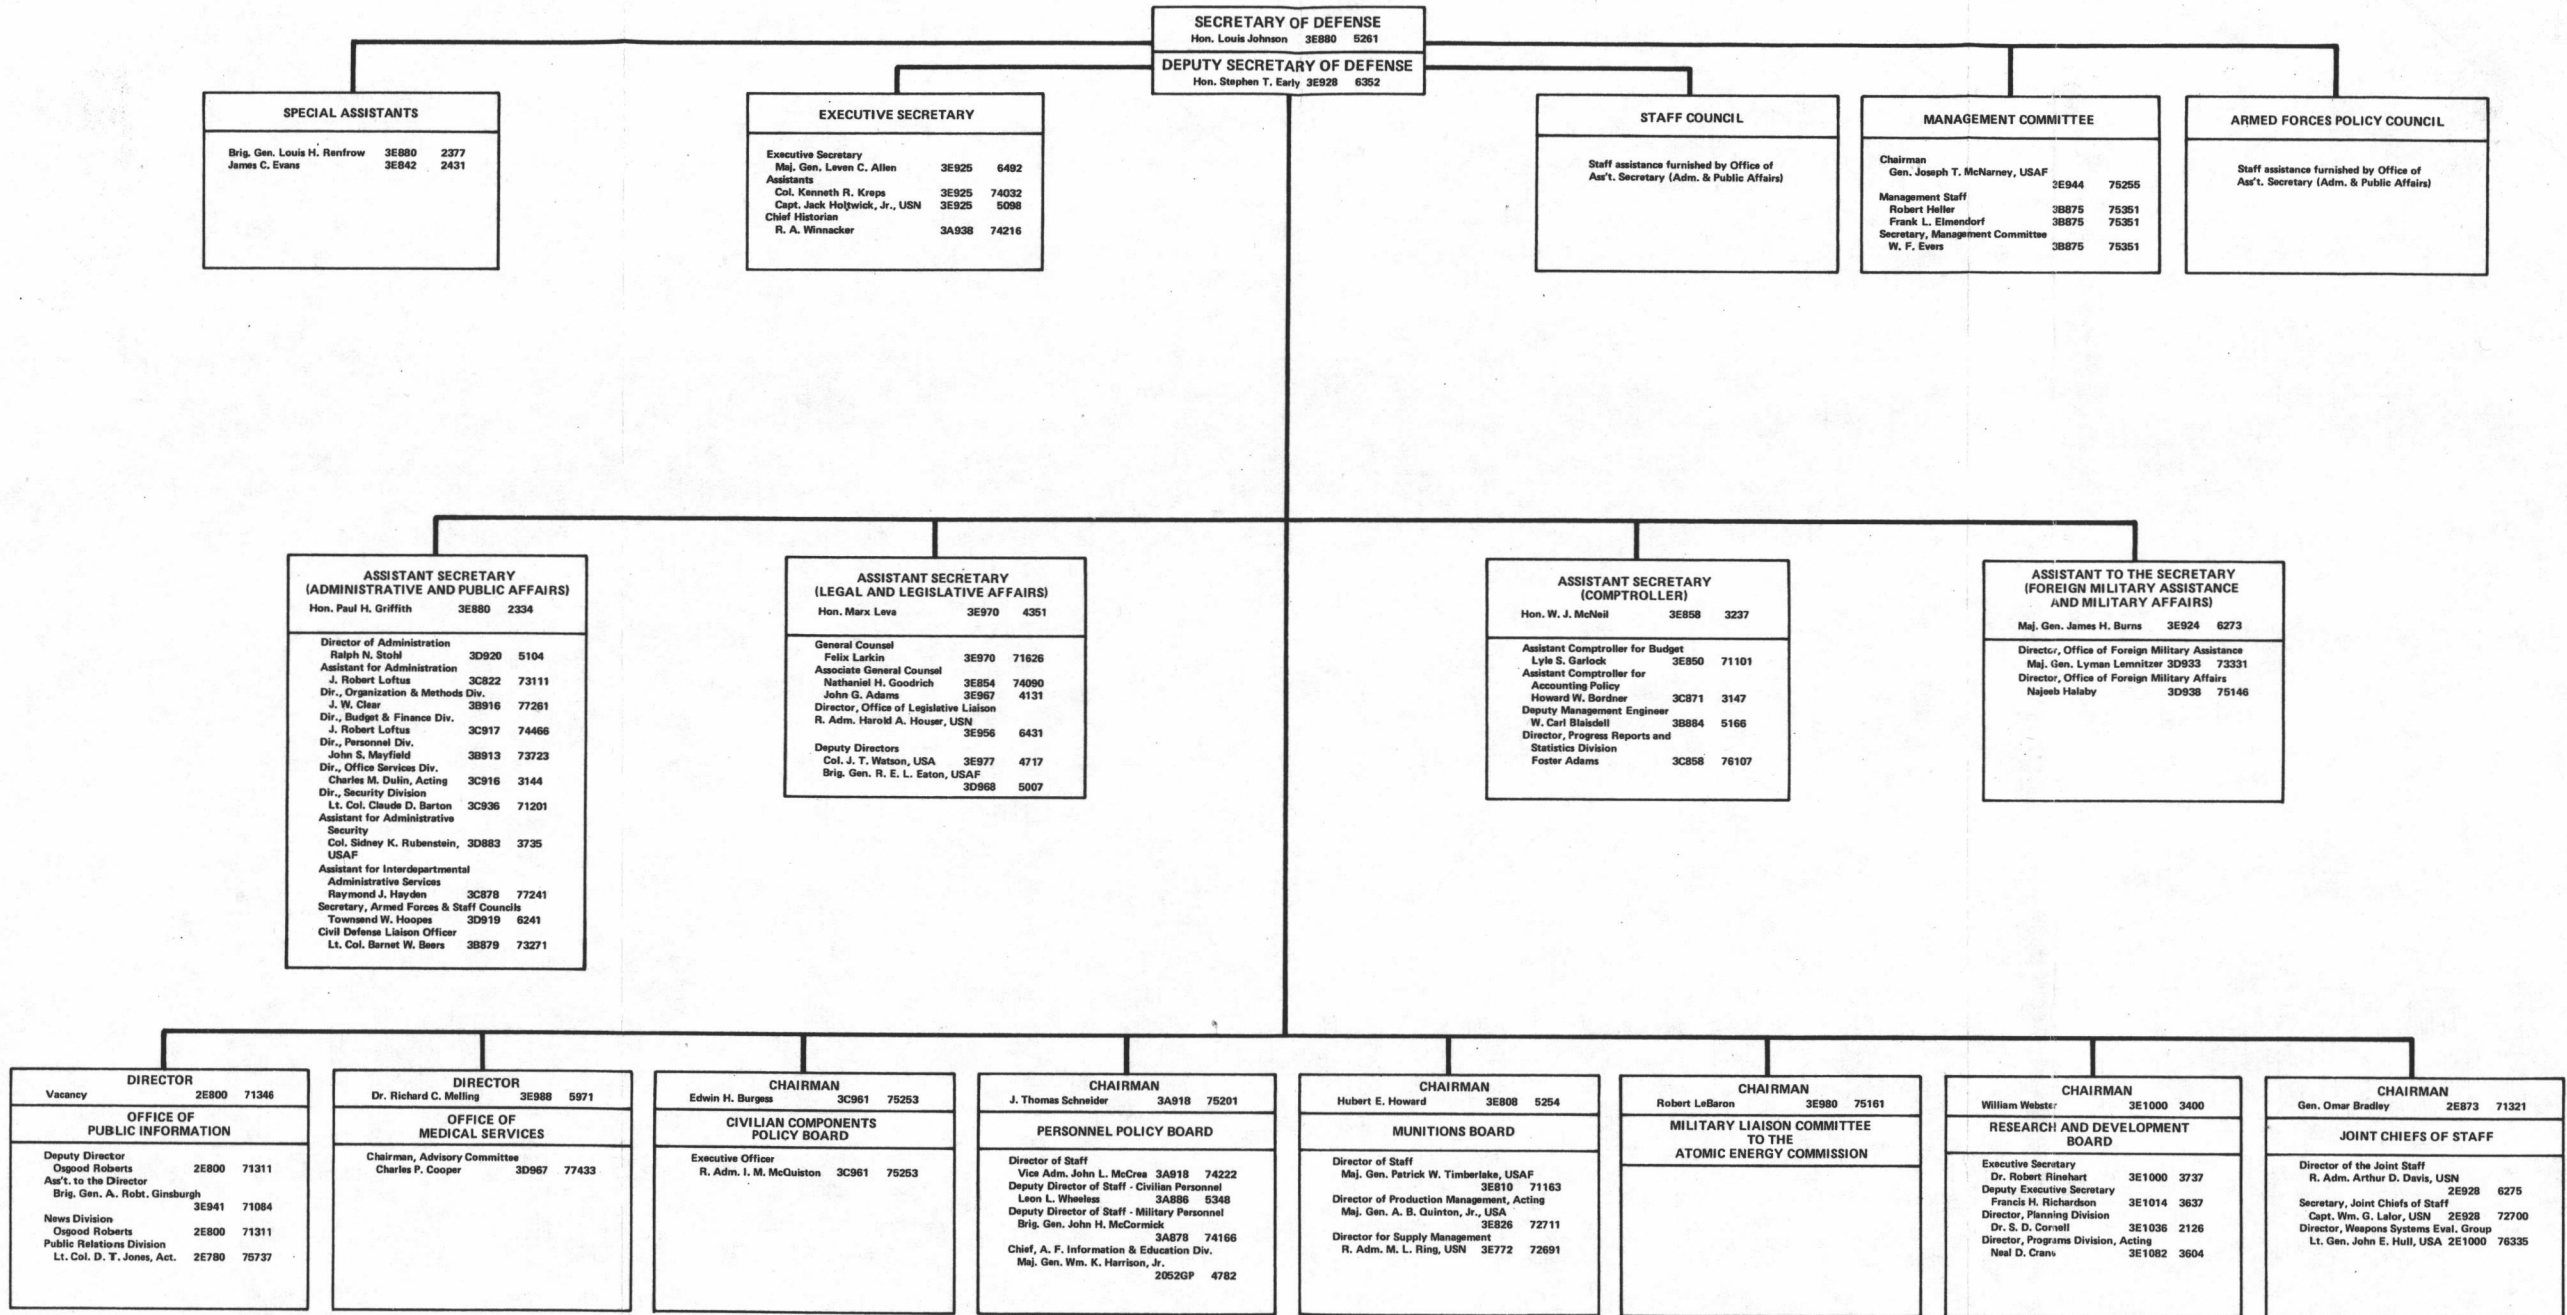 SECRETARY OF DEFENSE
Hon. Louis Johnson 3E880 5261
DEPUTY SECRETARY OF DEFENSE
Hon. Stephen T. Early 3E928 6352
SPECIAL ASSISTANTS
Brig. Gen. Louis H. Renfrow 3E880 2377
James C. Evans 3E842 2431
EXECUTIVE SECRETARY
Executive Secretary
Maj. Gen. Leven C. Allen 3E925 6492
Assistants
Col. Kenneth R. Kreps 3E925 74032
Capt. Jack Holtwick, Jr., USN 3E925 5098
Chief Historian
R. A. Winnacker 3A938 74216
STAFF COUNCIL
Staff assistance furnished by Office of
Ass't. Secretary (Adm. & Public Affairs)
MANAGEMENT COMMITTEE
Chairman
Gen. Joseph T. McNarney, USAF
3E944 75255
Management Staff
Robert Heller 3B875 75351
Frank L. Elmendorf 3B875 75351
Secretary, Management Committee
W. F. Evers 3B875 75351
ARMED FORCES POLICY COUNCIL
Staff assistance furnished by Office of
Ass't. Secretary (Adm. & Public Affairs)
ASSISTANT SECRETARY
(ADMINISTRATIVE AND PUBLIC AFFAIRS)
Hon. Paul H. Griffith 3E880 2334
Director of Administration
Ralph N. Stohl 3D920 5104
Assistant for Administration
J. Robert Loftus 3C822 73111
Dir., Organization & Methods Div.
J. W. Clear 3B916 77261
Dir., Budget & Finance Div.
J. Robert Loftus 3C917 74466
Dir., Personnel Div.
John S. Mayfield 3B913 73723
Dir., Office Services Div.
Charles M. Dulin, Acting 3C916 3144
Dir., Security Division
Lt. Col. Claude D. Barton 3C936 71201
Assistant for Administrative
Security
Col. Sidney K. Rubenstein, 3D883 3735
USAF
Assistant for Interdepartmental
Administrative Services
Raymond J. Hayden 3C878 77241
Secretary, Armed Forces & Staff Councils
Townsend W. Hoopes 3D919 6241
Civil Defense Liaison Officer
Lt. Col. Barnet W. Beers 3B879 73271
ASSISTANT SECRETARY
(LEGAL AND LEGISLATIVE AFFAIRS)
Hon. Marx Leva 3E970 4351
General Counsel
Felix Larkin 3E970 71626
Associate General Counsel
Nathaniel H. Goodrich 3E854 74090
John G. Adams 3E967 4131
Director, Office of Legislative Liaison
R. Adm. Harold A. Houser, USN
3E956 6431
Deputy Directors
Col. J. T. Watson, USA 3E977 4717
Brig. Gen. R. E. L. Eaton, USAF
3D968 5007
ASSISTANT SECRETARY
(COMPTROLLER)
Hon. W. J. McNeil 3E858 3237
Assistant Comptroller for Budget
Lyle S. Garlock 3E850 71101
Assistant Comptroller for
Accounting Policy
Howard W. Bordner 3C871 3147
Deputy Management Engineer
W. Carl Blaisdell 3B884 5166
Director, Progress Reports and
Statistics Division
Foster Adams 3C858 76107
ASSISTANT TO THE SECRETARY
(FOREIGN MILITARY ASSISTANCE
AND MILITARY AFFAIRS)
Maj. Gen. James H. Burns 3E924 6273
Director, Office of Foreign Military Assistance
Maj. Gen. Lyman Lemnitzer 3D933 73331
Director, Office of Foreign Military Affairs
Najeeb Halaby 3D938 75146
DIRECTOR
Vacancy 2E800 71346
OFFICE OF
PUBLIC INFORMATION
Deputy Director
Osgood Roberts 2E800 71311
Ass't. to the Director
Brig. Gen. A. Robt. Ginsburgh
3E941 71084
News Division
Osgood Roberts 2E800 71311
Public Relations Division
Lt. Col. D. T. Jones, Act. 2E780 75737
DIRECTOR
Dr. Richard C. Melling 3E988 5971
OFFICE OF
MEDICAL SERVICES
Chairman, Advisory Committee
Charles P. Cooper 3D967 77433
CHAIRMAN
Edwin H. Burgess 3C961 75253
CIVILIAN COMPONENTS
POLICY BOARD
Executive Officer
R. Adm. I. M. McQuiston 3C961 75253
CHAIRMAN
J. Thomas Schneider 3A918 75201
PERSONNEL POLICY BOARD
Director of Staff
Vice Adm. John L. McCrea 3A918 74222
Deputy Director of Staff - Civilian Personnel
Leon L. Wheeless 3A886 5348
Deputy Director of Staff - Military Personnel
Brig. Gen. John H. McCormick
3A878 74166
Chief, A. F. Information & Education Div.
Maj. Gen. Wm. K. Harrison, Jr.
2052GP 4782
CHAIRMAN
Hubert E. Howard 3E808 5254
MUNITIONS BOARD
Director of Staff
Maj. Gen. Patrick W. Timberlake, USAF
3E810 71163
Director of Production Management, Acting
Maj. Gen. A. B. Quinton, Jr., USA
3E826 72711
Director for Supply Management
R. Adm. M. L. Ring, USN 3E772 72691
CHAIRMAN
Robert LeBaron 3E980 75161
MILITARY LIAISON COMMITTEE
TO THE
ATOMIC ENERGY COMMISSION
CHAIRMAN
William Webster 3E1000 3400
RESEARCH AND DEVELOPMENT
BOARD
Executive Secretary
Dr. Robert Rinehart 3E1000 3737
Deputy Executive Secretary
Francis H. Richardson 3E1014 3637
Director, Planning Division
Dr. S. D. Cornell 3E1036 2126
Director, Programs Division, Acting
Neal D. Crane 3E1082 3604
CHAIRMAN
Gen. Omar Bradley 2E873 71321
JOINT CHIEFS OF STAFF
Director of the Joint Staff
R. Adm. Arthur D. Davis, USN
2E928 6275
Secretary, Joint Chiefs of Staff
Capt. Wm. G. Lalor, USN 2E928 72700
Director, Weapons Systems Eval. Group
Lt. Gen. John E. Hull, USA 2E1000 76335